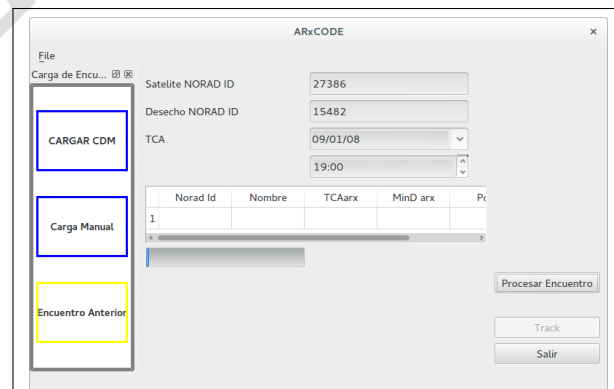 ARxCODE ×
File
Carga de Encu...
Satelite NORAD ID 27386
Desecho NORAD ID 15482
CARGAR CDM
TCA 09/01/08
19:00
Norad Id Nombre TCAarx MinD arx
1
Carga Manual
Procesar Encuentro
Encuentro Anterior
Track
Salir